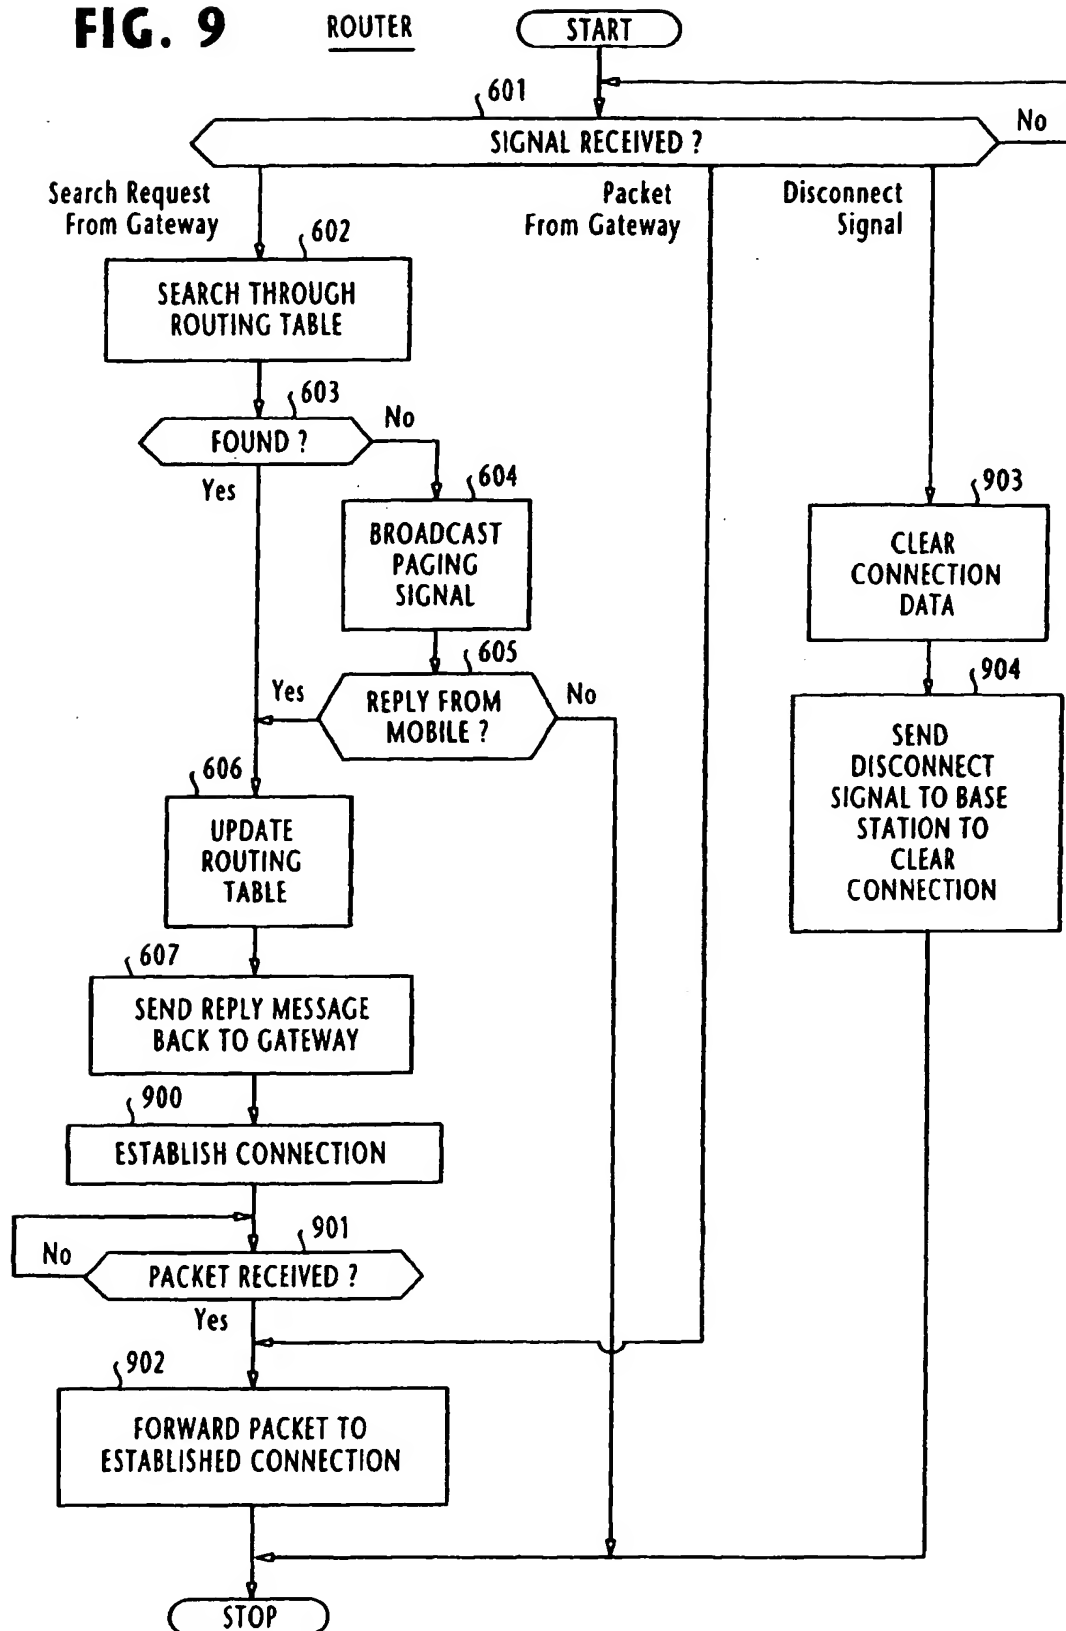 FIG. 9
ROUTER
START
601
SIGNAL RECEIVED ?
No
Search Request
From Gateway
Packet
From Gateway
Disconnect
Signal
602
SEARCH THROUGH
ROUTING TABLE
603
FOUND ?
No
Yes
604
BROADCAST
PAGING
SIGNAL
605
REPLY FROM
MOBILE ?
Yes
No
606
UPDATE
ROUTING
TABLE
607
SEND REPLY MESSAGE
BACK TO GATEWAY
900
ESTABLISH CONNECTION
901
PACKET RECEIVED ?
No
Yes
902
FORWARD PACKET TO
ESTABLISHED CONNECTION
903
CLEAR
CONNECTION
DATA
904
SEND
DISCONNECT
SIGNAL TO BASE
STATION TO
CLEAR
CONNECTION
STOP